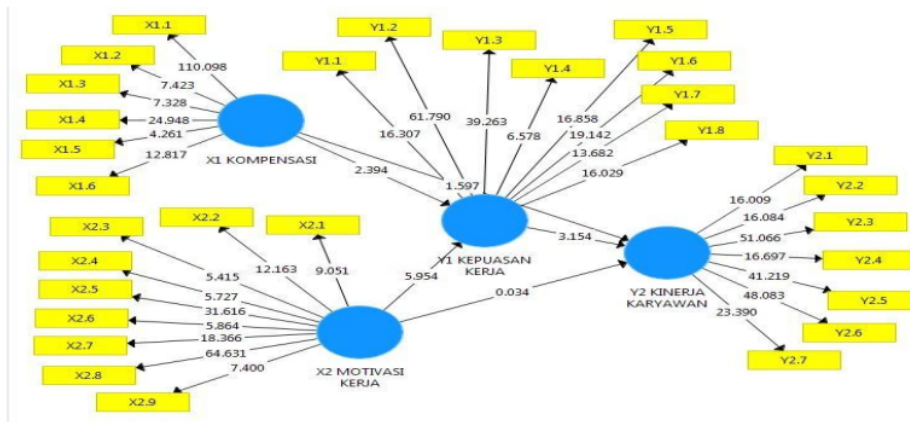 X1.1
X1.2
X1.3
X1.4
X1.5
X1.6
110.098
7.423
7.328
24.948
4.261
12.817
X1 KOMPENSASI
Y1.1
Y1.2
Y1.3
Y1.4
Y1.5
Y1.6
Y1.7
Y1.8
16.307
61.790
39.263
6.578
16.858
19.142
13.682
16.029
2.394
1.597
Y1 KEPUASAN
KERJA
3.154
5.954
0.034
X2.1
X2.2
X2.3
X2.4
X2.5
X2.6
X2.7
X2.8
X2.9
9.051
12.163
5.415
5.727
31.616
5.864
18.366
64.631
7.400
X2 MOTIVASI
KERJA
Y2.1
Y2.2
Y2.3
Y2.4
Y2.5
Y2.6
Y2.7
16.009
16.084
51.066
16.697
41.219
48.083
23.390
Y2 KINERJA
KARYAWAN